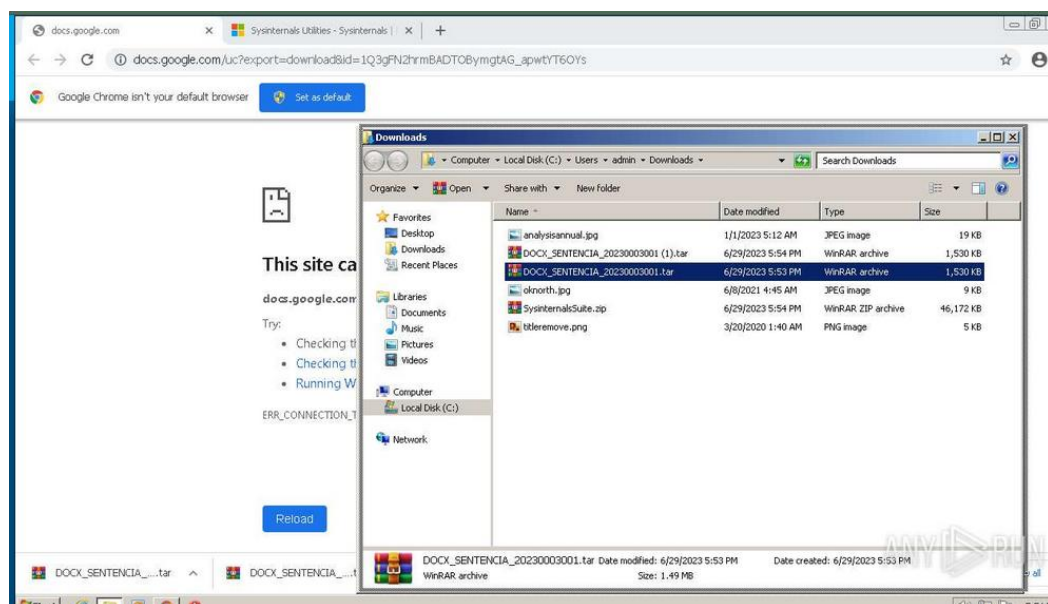 docs.google.com
Sysinternals Utilities - Sysinternals |
docs.google.com/uc?export=download&id=1Q3gFN2hrmBADTOBymgtAG_apwtYT6OYs
Google Chrome isn't your default browser
Set as default
This site ca
docs.google.com
Try:
Checking th
Checking th
Running W
ERR_CONNECTION_T
Reload
Downloads
Computer
Local Disk (C:)
Users
admin
Downloads
Search Downloads
Organize
Open
Share with
New folder
Favorites
Desktop
Downloads
Recent Places
Libraries
Documents
Music
Pictures
Videos
Computer
Local Disk (C:)
Network
Name Date modified Type Size
analysisannual.jpg 1/1/2023 5:12 AM JPEG image 19 KB
DOCX_SENTENCIA_20230003001 (1).tar 6/29/2023 5:54 PM WinRAR archive 1,530 KB
DOCX_SENTENCIA_20230003001.tar 6/29/2023 5:53 PM WinRAR archive 1,530 KB
oknorth.jpg 6/8/2021 4:45 AM JPEG image 9 KB
SysinternalsSuite.zip 6/29/2023 5:54 PM WinRAR ZIP archive 46,172 KB
titleremove.png 3/20/2020 1:40 AM PNG image 5 KB
DOCX_SENTENCIA_20230003001.tar Date modified: 6/29/2023 5:53 PM Date created: 6/29/2023 5:53 PM
WinRAR archive Size: 1.49 MB
ANY RUN
DOCX_SENTENCIA_....tar
DOCX_SENTENCIA_....t
all